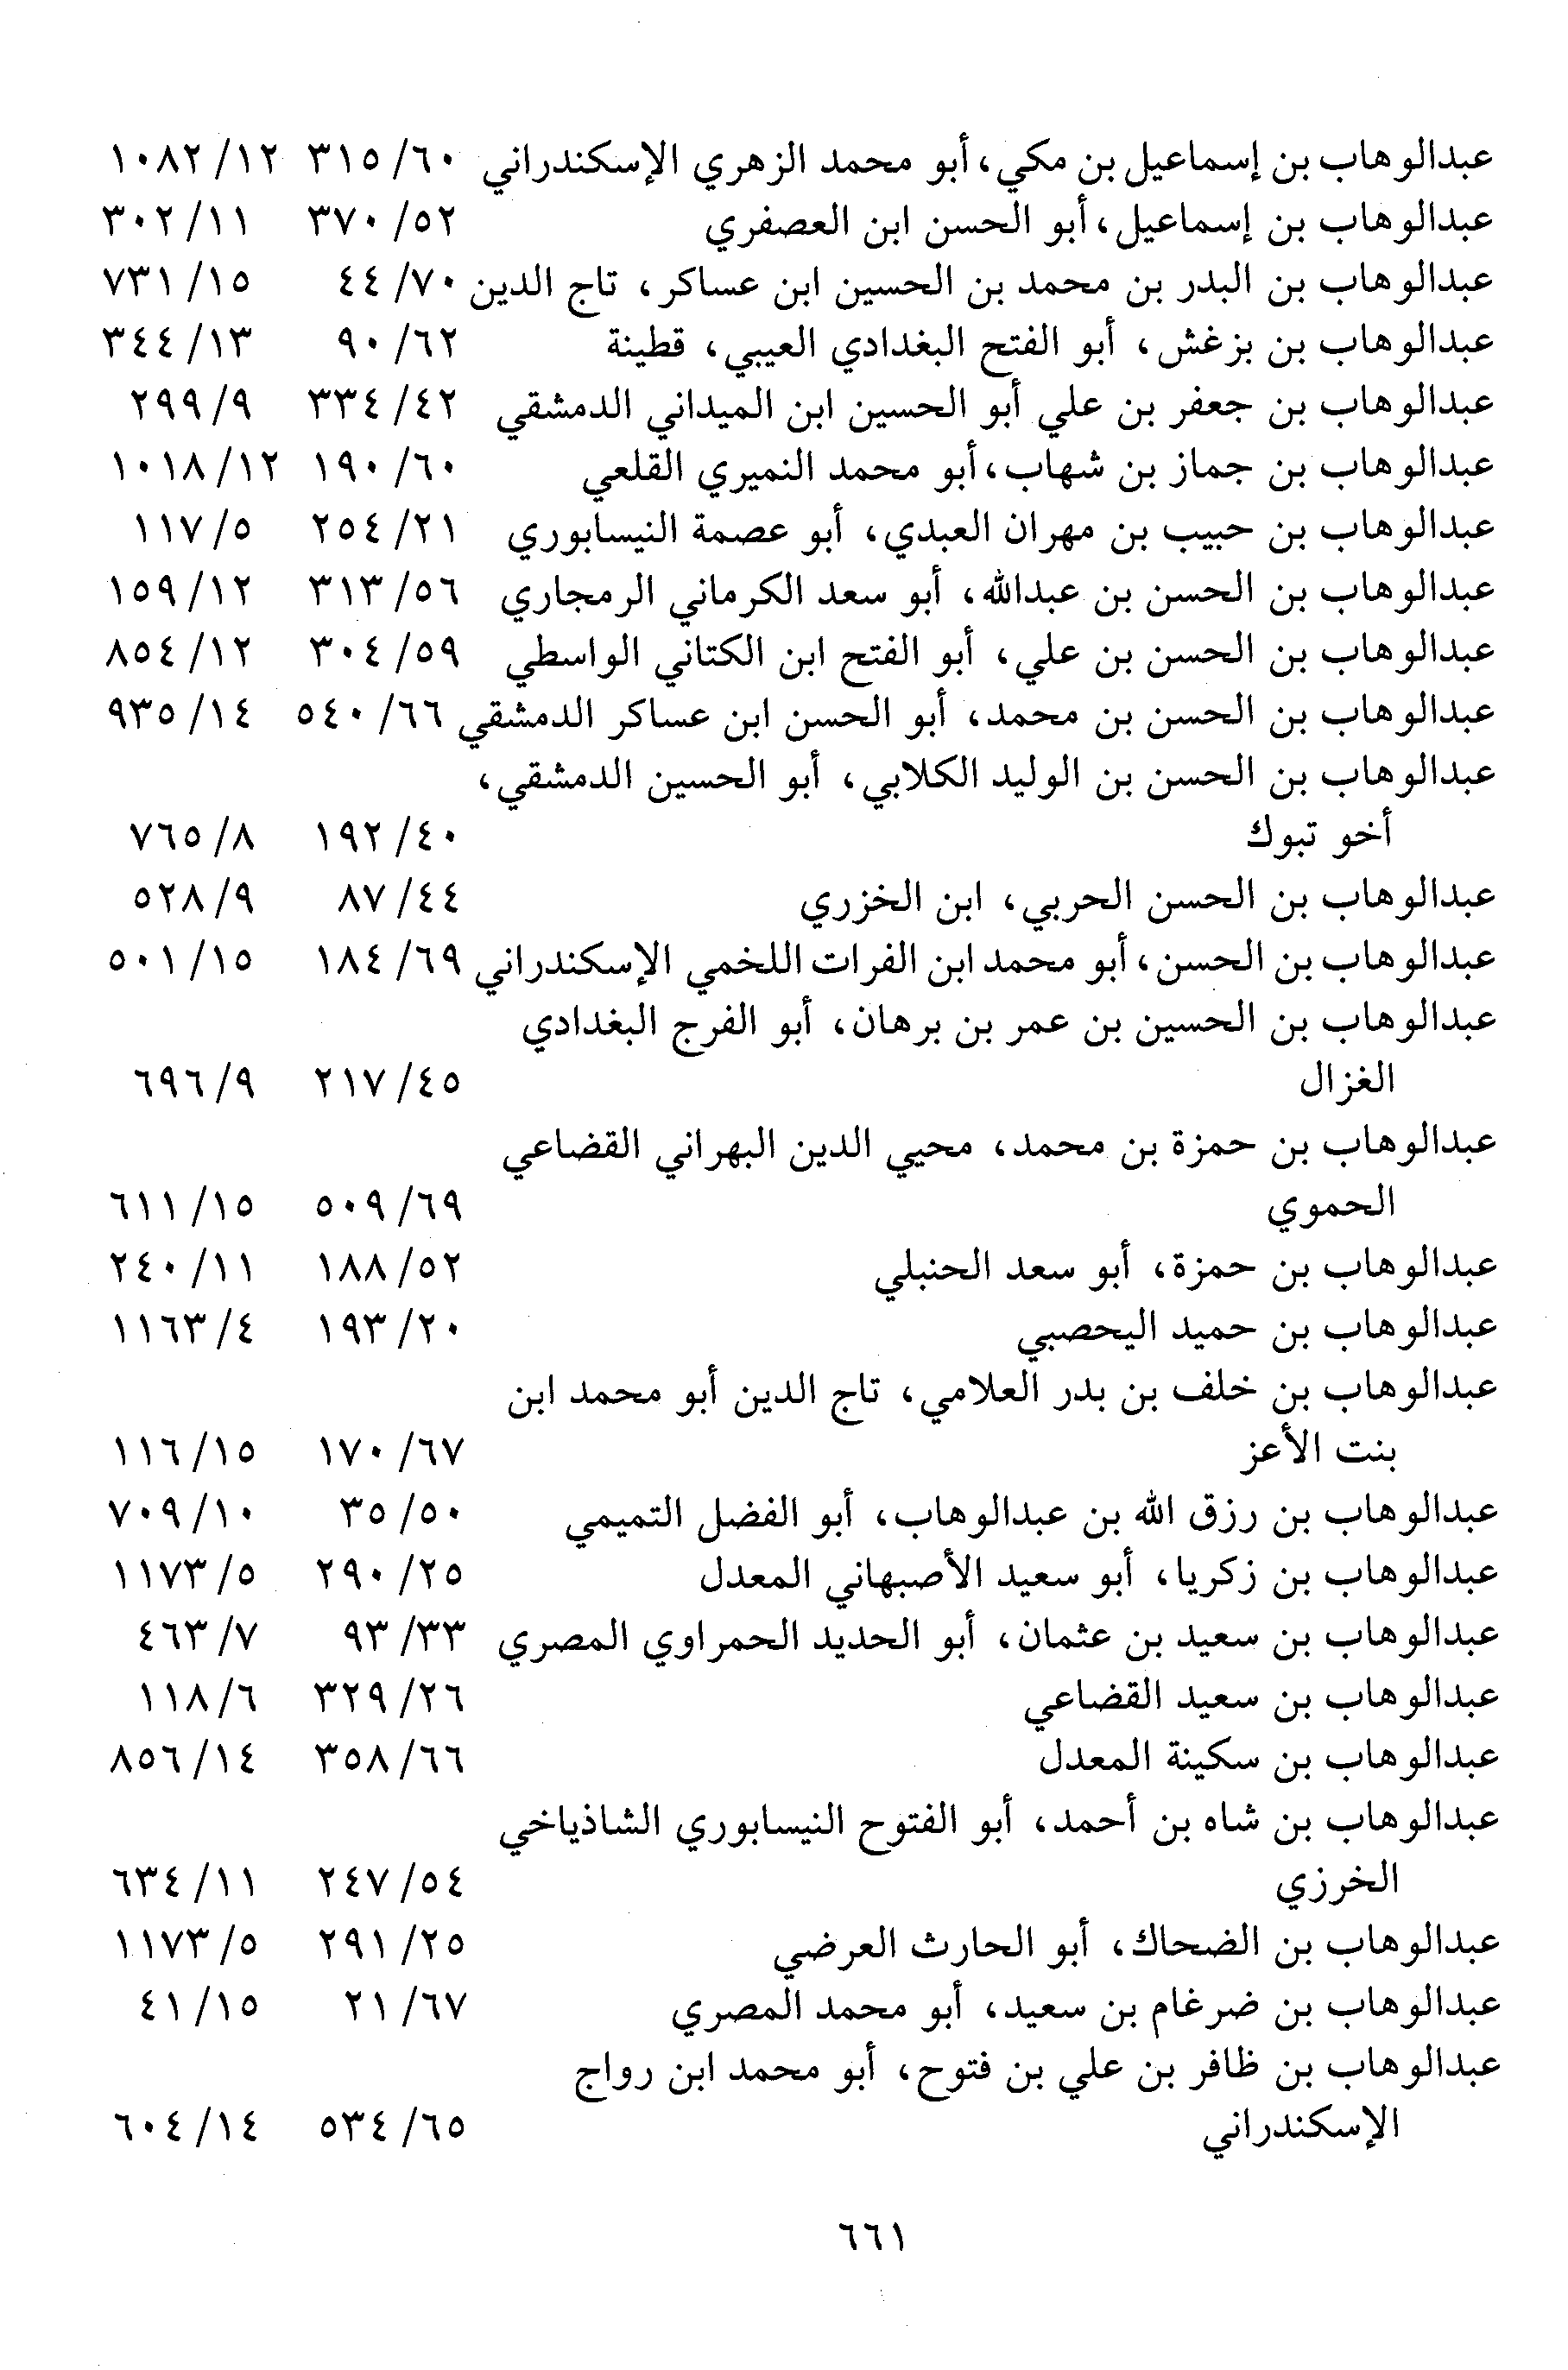 عبدالوهاب بن إسماعيل بن مكي، أبو محمد الزهري الإسكندراني ٦٠/ ٣١٥ ١٢/ ١٠٨٢
عبدالوهاب بن إسماعيل، أبو الحسن ابن العصفري ٥٢/ ٣٧٠ ١١/ ٣٠٢
عبدالوهاب بن البدر بن محمد بن الحسين ابن عساكر، تاج الدين ٧٠/ ٤٤ ١٥/ ٧٣١
عبدالوهاب بن بزغش، أبو الفتح البغدادي العيبي، قطينة ٦٢/ ٩٠ ١٣/ ٣٤٤
عبدالوهاب بن جعفر بن علي أبو الحسين ابن الميداني الدمشقي ٤٢/ ٣٣٤ ٩/ ٢٩٩
عبدالوهاب بن جماز بن شهاب، أبو محمد النميري القلعي ٦٠/ ١٩٠ ١٢/ ١٠١٨
عبدالوهاب بن حبيب بن مهران العبدي، أبو عصمة النيسابوري ٢١/ ٢٥٤ ٥/ ١١٧
عبدالوهاب بن الحسن بن عبدالله، أبو سعد الكرماني الرمجاري ٥٦/ ٣١٣ ١٢/ ١٥٩
عبدالوهاب بن الحسن بن علي، أبو الفتح ابن الكتاني الواسطي ٥٩/ ٣٠٤ ١٢/ ٨٥٤
عبدالوهاب بن الحسن بن محمد، أبو الحسن ابن عساكر الدمشقي ٦٦/ ٥٤٠ ١٤/ ٩٣٥
عبدالوهاب بن الحسن بن الوليد الكلابي، أبو الحسين الدمشقي،
أخو تبوك ٤٠/ ١٩٢ ٨/ ٧٦٥
عبدالوهاب بن الحسن الحربي، ابن الخزري ٤٤/ ٨٧ ٩/ ٥٢٨
عبدالوهاب بن الحسن، أبو محمد ابن الفرات اللخمي الإسكندراني ٦٩/ ١٨٤ ١٥/ ٥٠١
عبدالوهاب بن الحسين بن عمر بن برهان، أبو الفرج البغدادي
الغزال ٤٥/ ٢١٧ ٩/ ٦٩٦
عبدالوهاب بن حمزة بن محمد، محيي الدين البهراني القضاعي
الحموي ٦٩/ ٥٠٩ ١٥/ ٦١١
عبدالوهاب بن حمزة، أبو سعد الحنبلي ٥٢/ ١٨٨ ١١/ ٢٤٠
عبدالوهاب بن حميد اليحصبي ٢٠/ ١٩٣ ٤/ ١١٦٣
عبدالوهاب بن خلف بن بدر العلامي، تاج الدين أبو محمد ابن
بنت الأعز ٦٧/ ١٧٠ ١٥/ ١١٦
عبدالوهاب بن رزق الله بن عبدالوهاب، أبو الفضل التميمي ٥٠/ ٣٥ ١٠/ ٧٠٩
عبدالوهاب بن زكريا، أبو سعيد الأصبهاني المعدل ٢٥/ ٢٩٠ ٥/ ١١٧٣
عبدالوهاب بن سعيد بن عثمان، أبو الحديد الحمراوي المصري ٣٣/ ٩٣ ٧/ ٤٦٣
عبدالوهاب بن سعيد القضاعي ٢٦/ ٣٢٩ ٦/ ١١٨
عبدالوهاب بن سكينة المعدل ٦٦/ ٣٥٨ ١٤/ ٨٥٦
عبدالوهاب بن شاه بن أحمد، أبو الفتوح النيسابوري الشاذياخي
الخرزي ٥٤/ ٢٤٧ ١١/ ٦٣٤
عبدالوهاب بن الضحاك، أبو الحارث العرضي ٢٥/ ٢٩١ ٥/ ١١٧٣
عبدالوهاب بن ضرغام بن سعيد، أبو محمد المصري ٦٧/ ٢١ ١٥/ ٤١
عبدالوهاب بن ظافر بن علي بن فتوح، أبو محمد ابن رواج
الإسكندراني ٦٥/ ٥٣٤ ١٤/ ٦٠٤
٦٦١